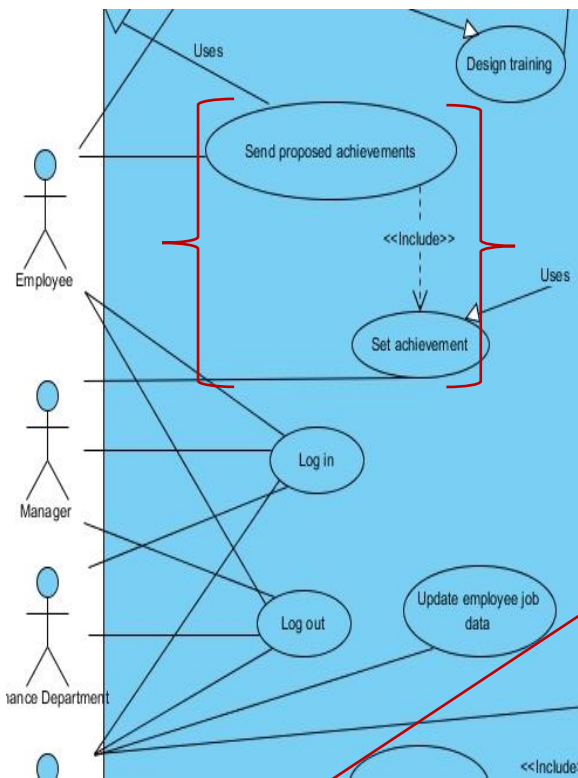 Uses
Design training
Send proposed achievements
<<Include>>
Employee
Uses
Set achievement
Log in
Manager
Update employee job
data
Log out
nance Department
<<Include